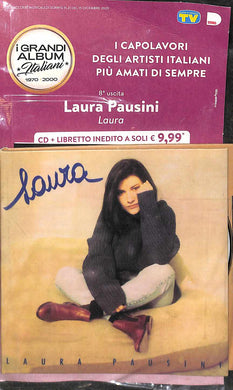 TV
i GRANDI
ALBUM
Italiani
1970 - 2000
I CAPOLAVORI
DEGLI ARTISTI ITALIANI
PIÙ AMATI DI SEMPRE
8ª uscita
Laura Pausini
Laura
CD + LIBRETTO INEDITO A SOLI € 9,99*
Laura
LAURA PAUSINI